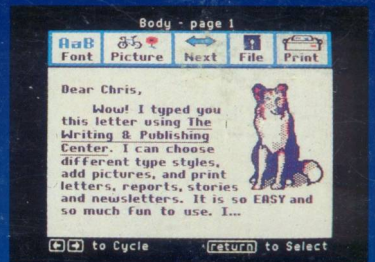 Body - page 1
AaB
Font Picture Next File Print
Dear Chris,
Wow! I typed you
this letter using The
Writing & Publishing
Center. I can choose
different type styles,
add pictures, and print
letters, reports, stories
and newsletters. It is so EASY and
so much fun to use. I...
to Cycle return to Select